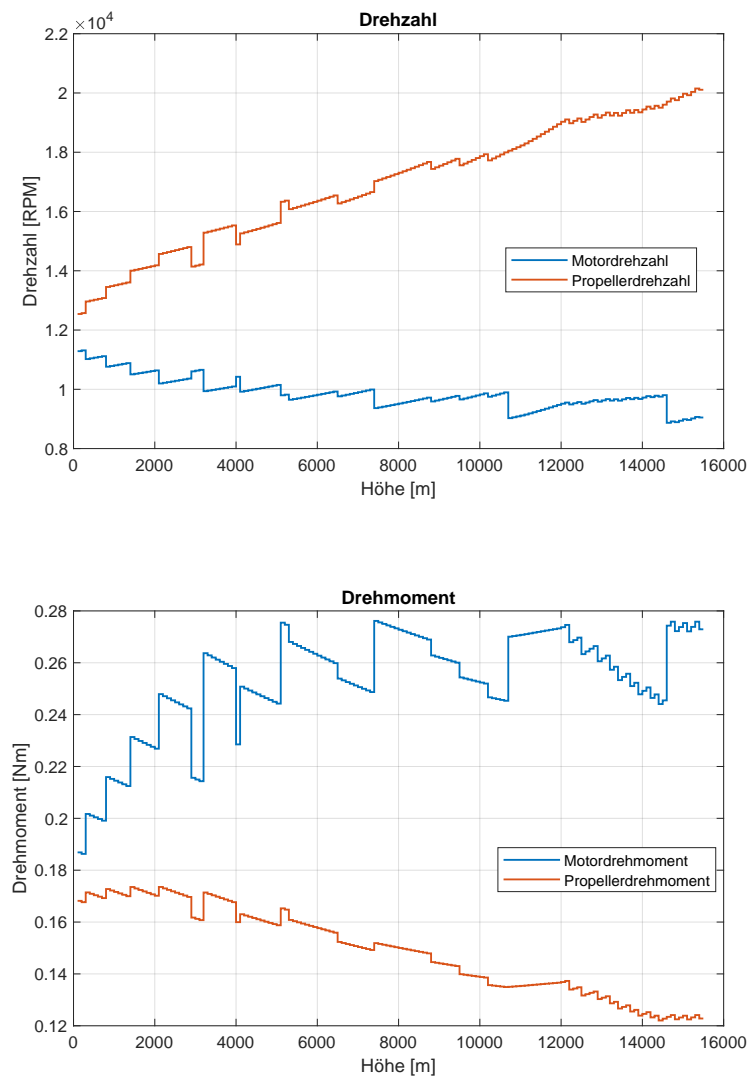 Drehzahl
×10⁴
2.2
2
1.8
1.6
1.4
1.2
1
0.8
Drehzahl [RPM]
Motordrehzahl
Propellerdrehzahl
0 2000 4000 6000 8000 10000 12000 14000 16000
Höhe [m]
Drehmoment
0.28
0.26
0.24
0.22
0.2
0.18
0.16
0.14
0.12
Drehmoment [Nm]
Motordrehmoment
Propellerdrehmoment
0 2000 4000 6000 8000 10000 12000 14000 16000
Höhe [m]